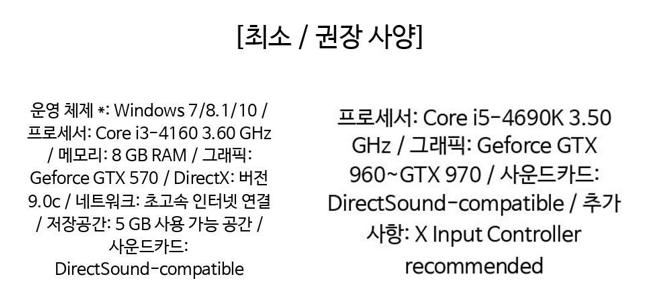 [최소 / 권장 사양]
운영 체제 *: Windows 7/8.1/10 /
프로세서: Core i3-4160 3.60 GHz
/ 메모리: 8 GB RAM / 그래픽:
Geforce GTX 570 / DirectX: 버전
9.0c / 네트워크: 초고속 인터넷 연결
/ 저장공간: 5 GB 사용 가능 공간 /
사운드카드:
DirectSound-compatible
프로세서: Core i5-4690K 3.50
GHz / 그래픽: Geforce GTX
960~GTX 970 / 사운드카드:
DirectSound-compatible / 추가
사항: X Input Controller
recommended